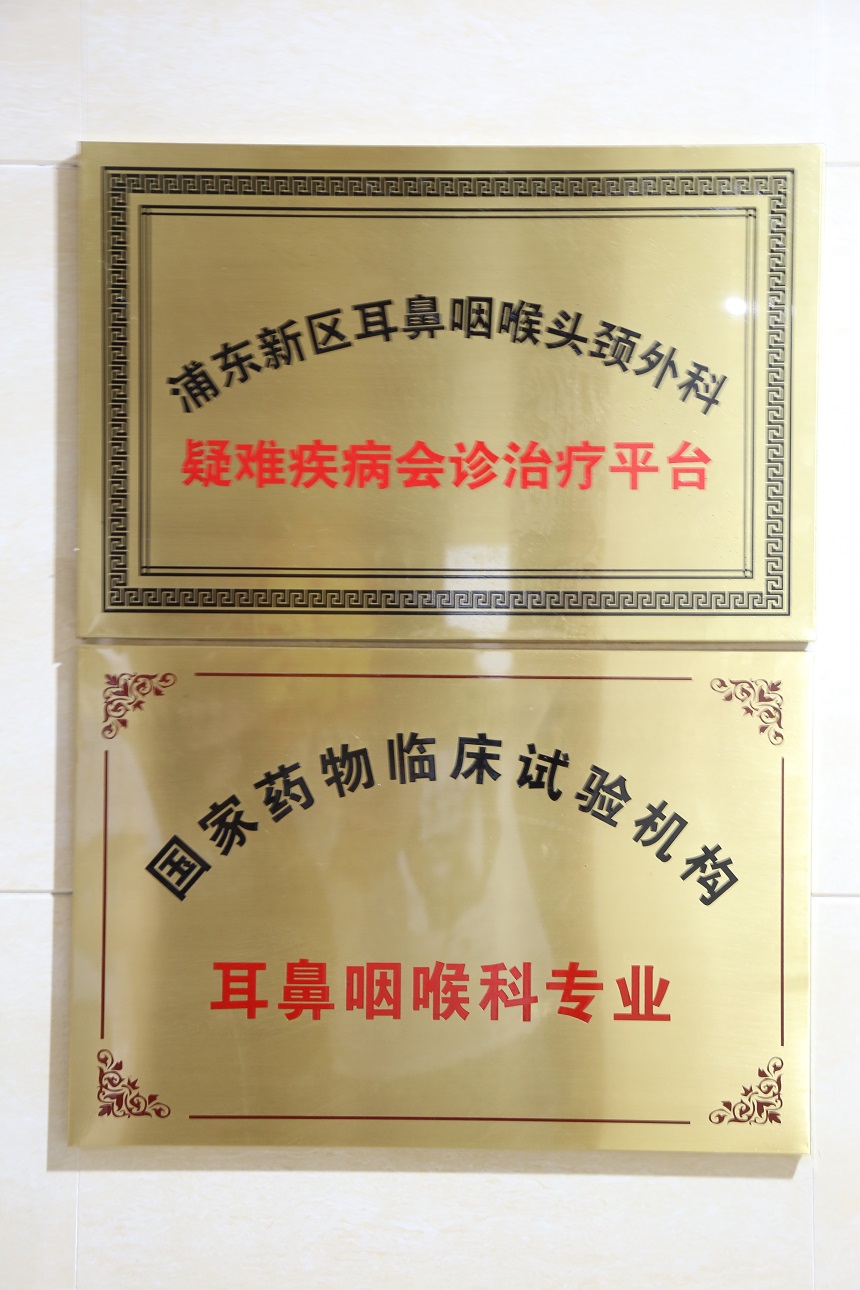 浦东新区耳鼻咽喉头颈外科
疑难疾病会诊治疗平台
国家药物临床试验机构
耳鼻咽喉科专业